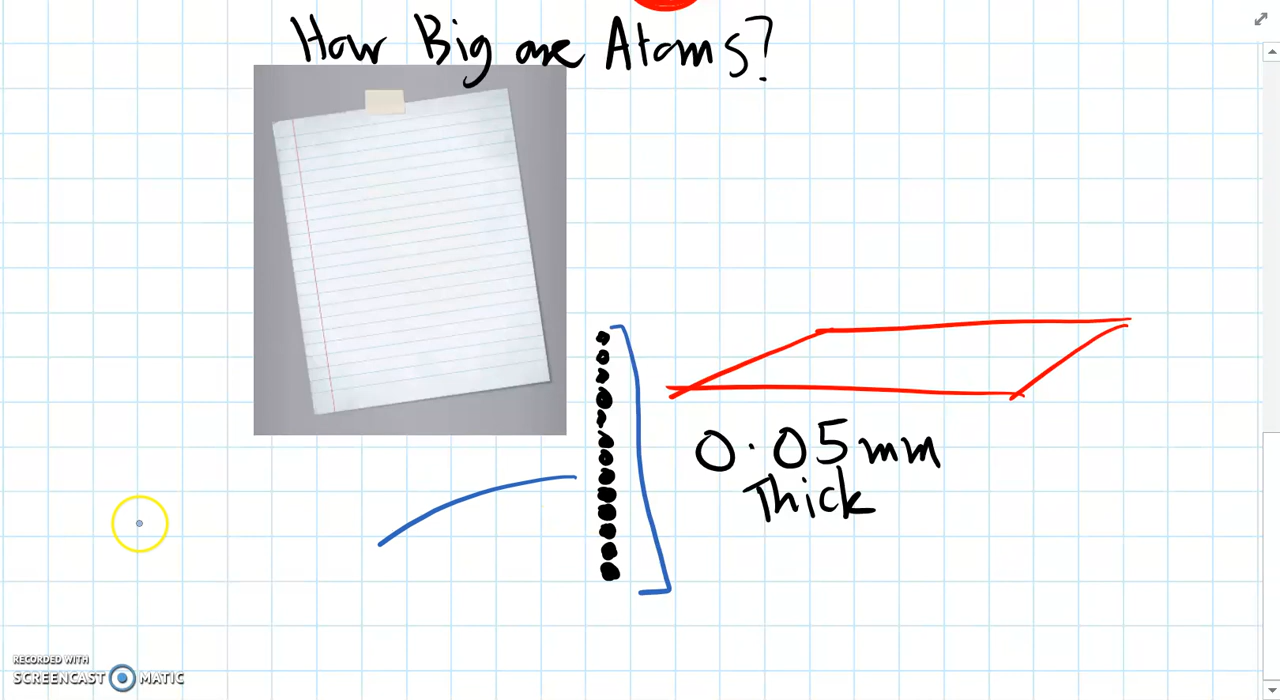 How Big are Atoms?
0.05mm
Thick
RECORDED WITH
SCREENCAST MATIC